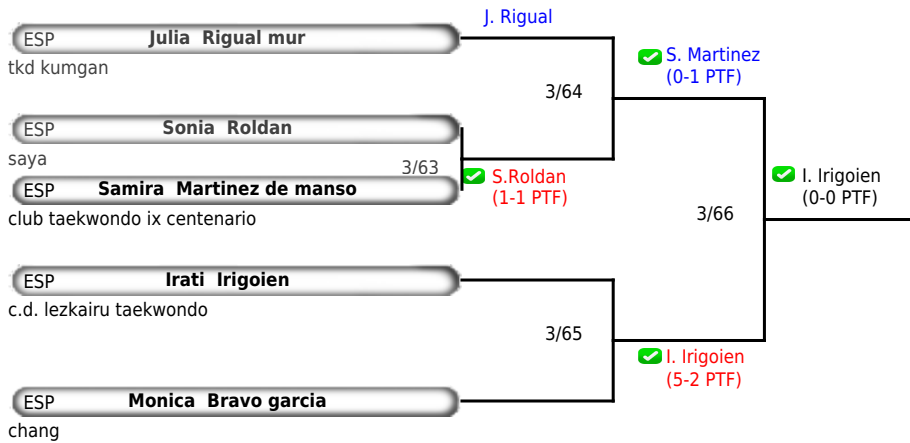 J. Rigual
ESP Julia Rigual mur
tkd kumgan
S. Martinez
(0-1 PTF)
3/64
ESP Sonia Roldan
saya
3/63
S.Roldan
(1-1 PTF)
ESP Samira Martinez de manso
club taekwondo ix centenario
I. Irigoien
(0-0 PTF)
3/66
ESP Irati Irigoien
c.d. lezkairu taekwondo
3/65
I. Irigoien
(5-2 PTF)
ESP Monica Bravo garcia
chang